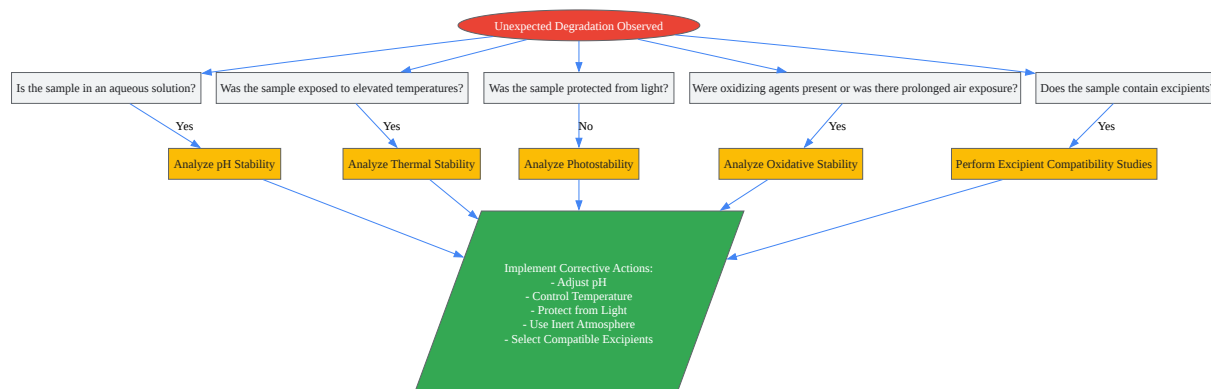 Unexpected Degradation Observed
Is the sample in an aqueous solution?
Was the sample exposed to elevated temperatures?
Was the sample protected from light?
Were oxidizing agents present or was there prolonged air exposure?
Does the sample contain excipients?
Yes
Yes
No
Yes
Yes
Analyze pH Stability
Analyze Thermal Stability
Analyze Photostability
Analyze Oxidative Stability
Perform Excipient Compatibility Studies
Implement Corrective Actions:
- Adjust pH
- Control Temperature
- Protect from Light
- Use Inert Atmosphere
- Select Compatible Excipients